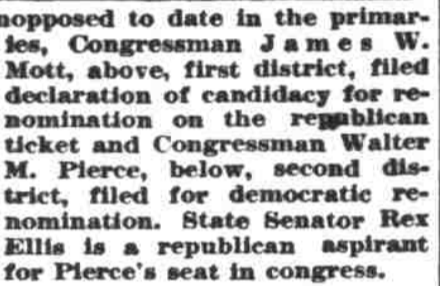 nopposed to date in the primar-
ies, Congressman James W.
Mott, above, first district, filed
declaration of candidacy for re-
nomination on the republican
ticket and Congressman Walter
M. Pierce, below, second dis-
trict, filed for democratic re-
nomination. State Senator Rex
Ellis is a republican aspirant
for Pierce's seat in congress.